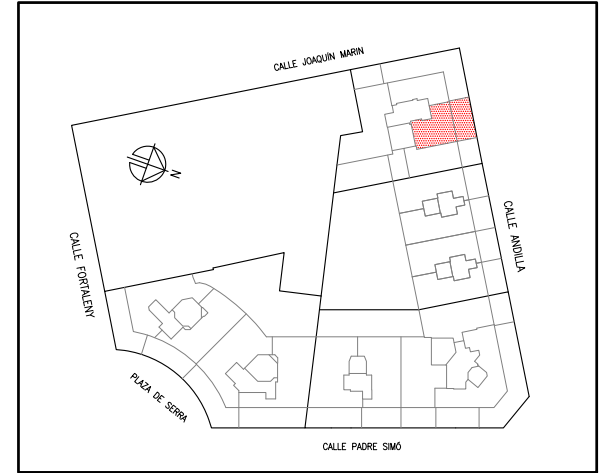 CALLE JOAQUÍN MARIN
N
CALLE ANDILLA
CALLE FORTALENY
PLAZA DE SERRA
CALLE PADRE SIMÓ